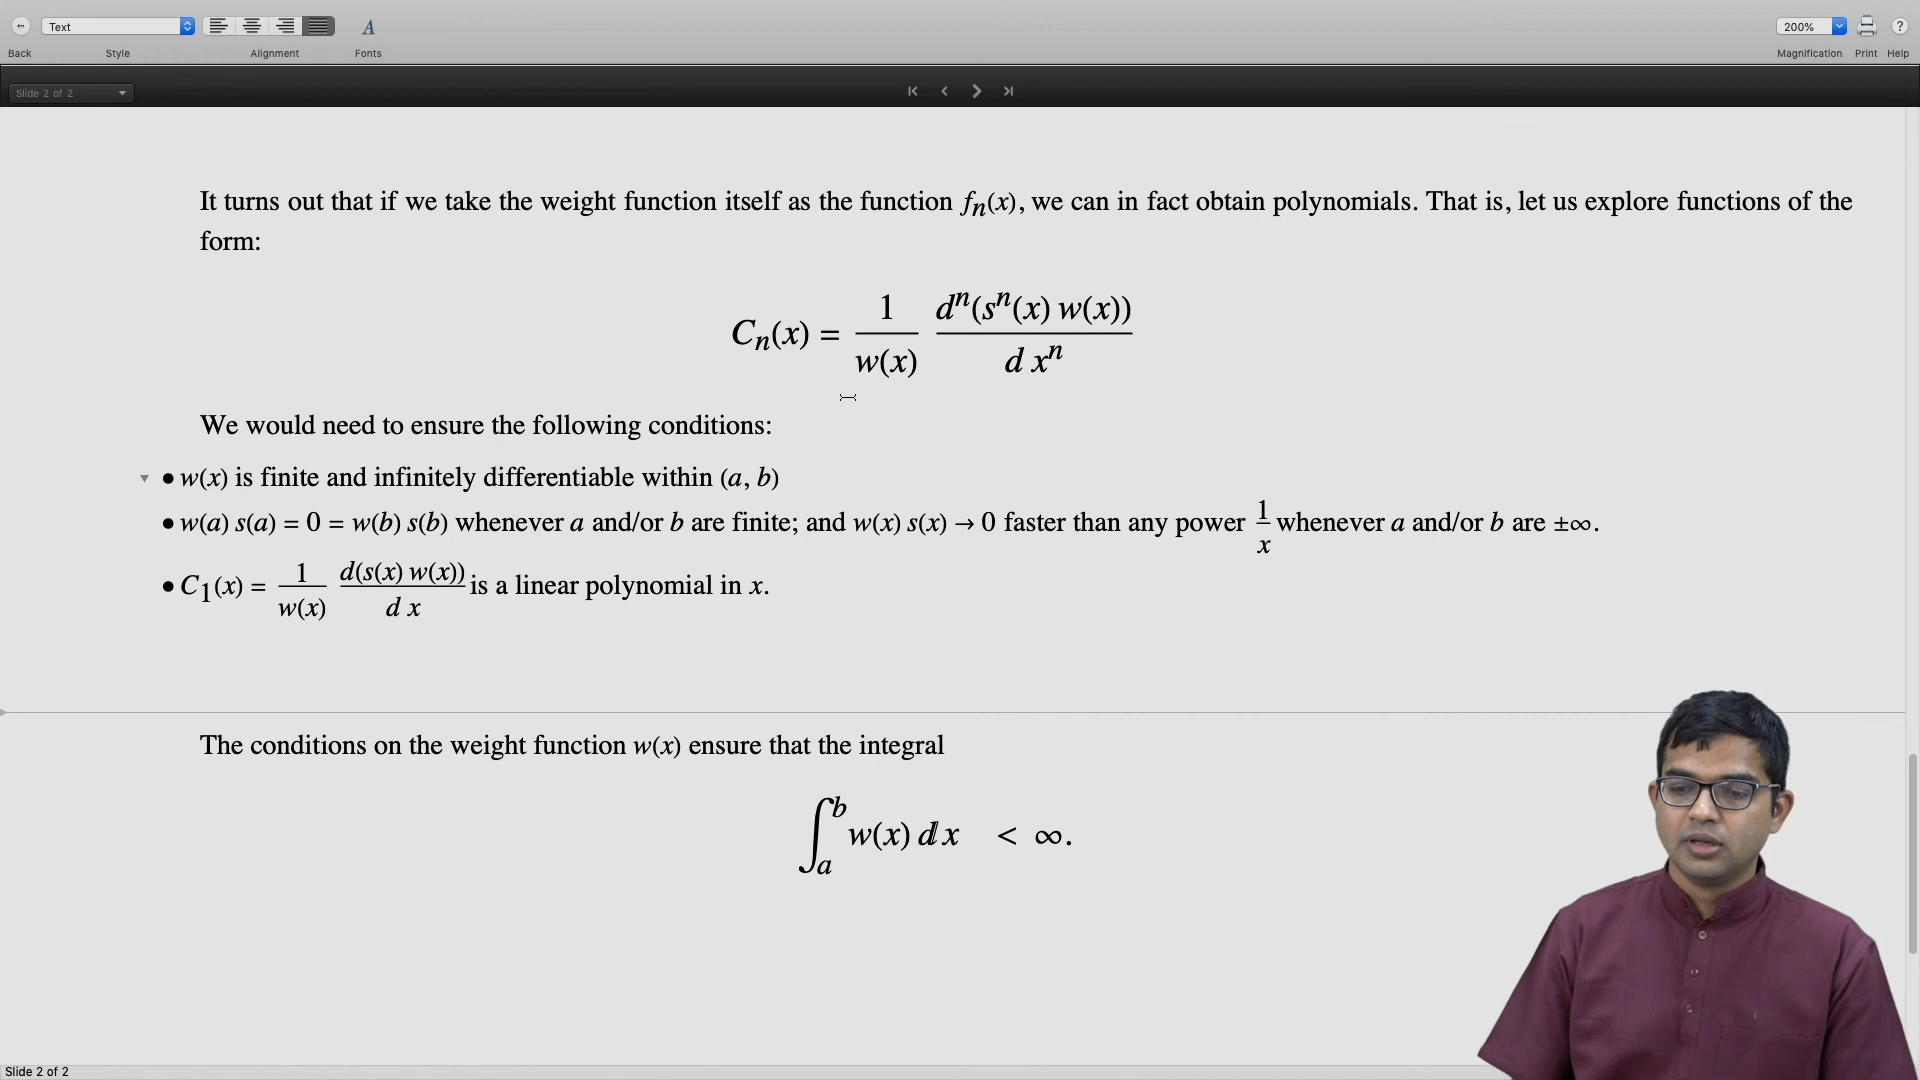 Text
200%
Back
Style
Alignment
A
Fonts
Magnification
Print
?
Help
Slide 2 of 2
It turns out that if we take the weight function itself as the function fₙ(x), we can in fact obtain polynomials. That is, let us explore functions of the
form:
Cₙ(x) = 1/w(x) dⁿ(sⁿ(x) w(x))/d xⁿ
We would need to ensure the following conditions:
● w(x) is finite and infinitely differentiable within (a, b)
● w(a) s(a) = 0 = w(b) s(b) whenever a and/or b are finite; and w(x) s(x) → 0 faster than any power 1/x whenever a and/or b are ±∞.
● C₁(x) = 1/w(x) d(s(x) w(x))/d x is a linear polynomial in x.
The conditions on the weight function w(x) ensure that the integral
∫ₐᵇ w(x) ⅆx < ∞.
Slide 2 of 2